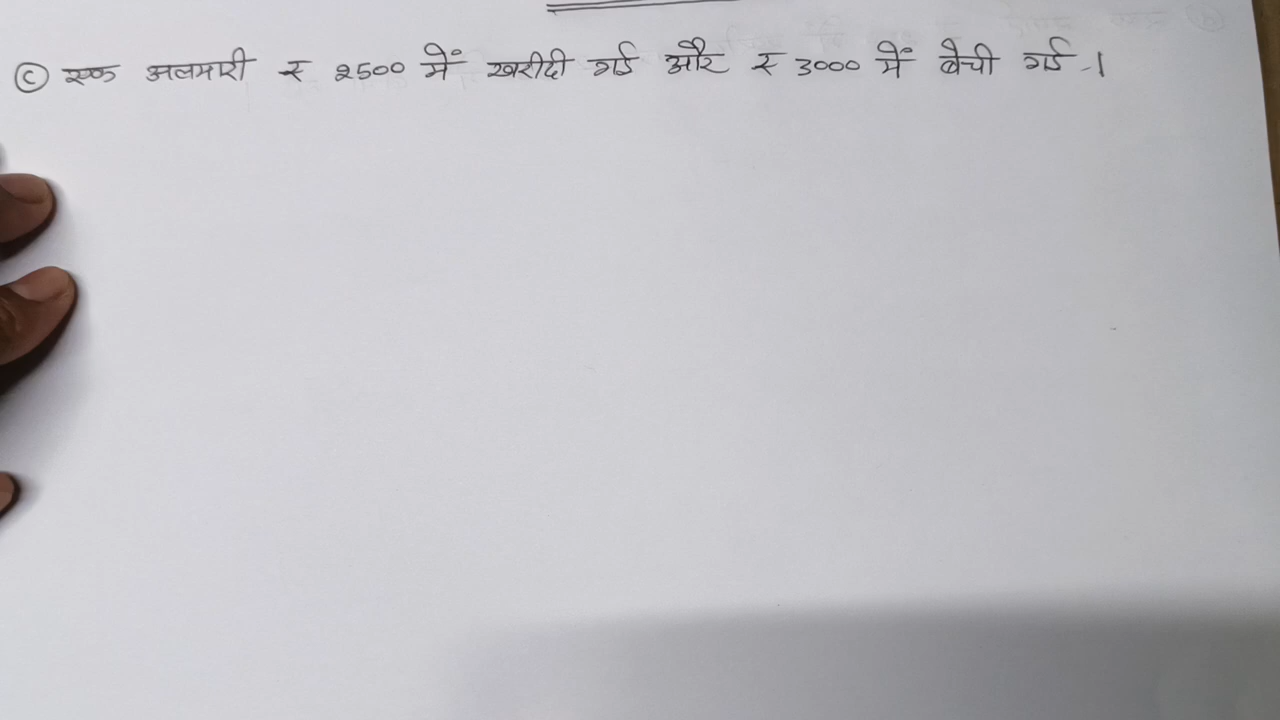 (c) एक अलमारी ₹ 2500 में खरीदी गई और ₹ 3000 में बेची गई ।